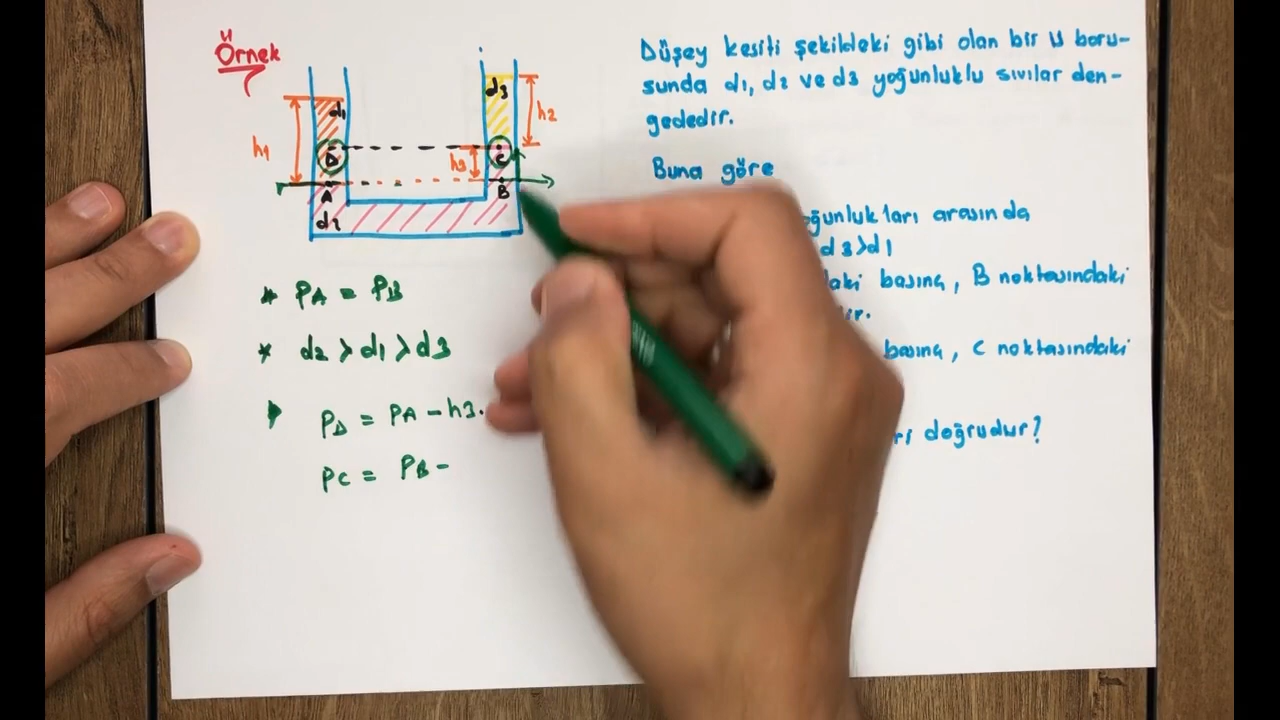 Örnek
Düşey kesiti şekildeki gibi olan bir U boru-
sunda d1, d2 ve d3 yoğunluklu sıvılar den-
gededir.
Buna göre
arasında
d3>d1
basınç, B noktasındaki
basınç, C noktasındaki
doğrudur?
d1
d3
h2
h1
D
C
h3
A
B
d2
* PA = PB
* d2 > d1 > d3
PD = PA - h3.
PC = PB -